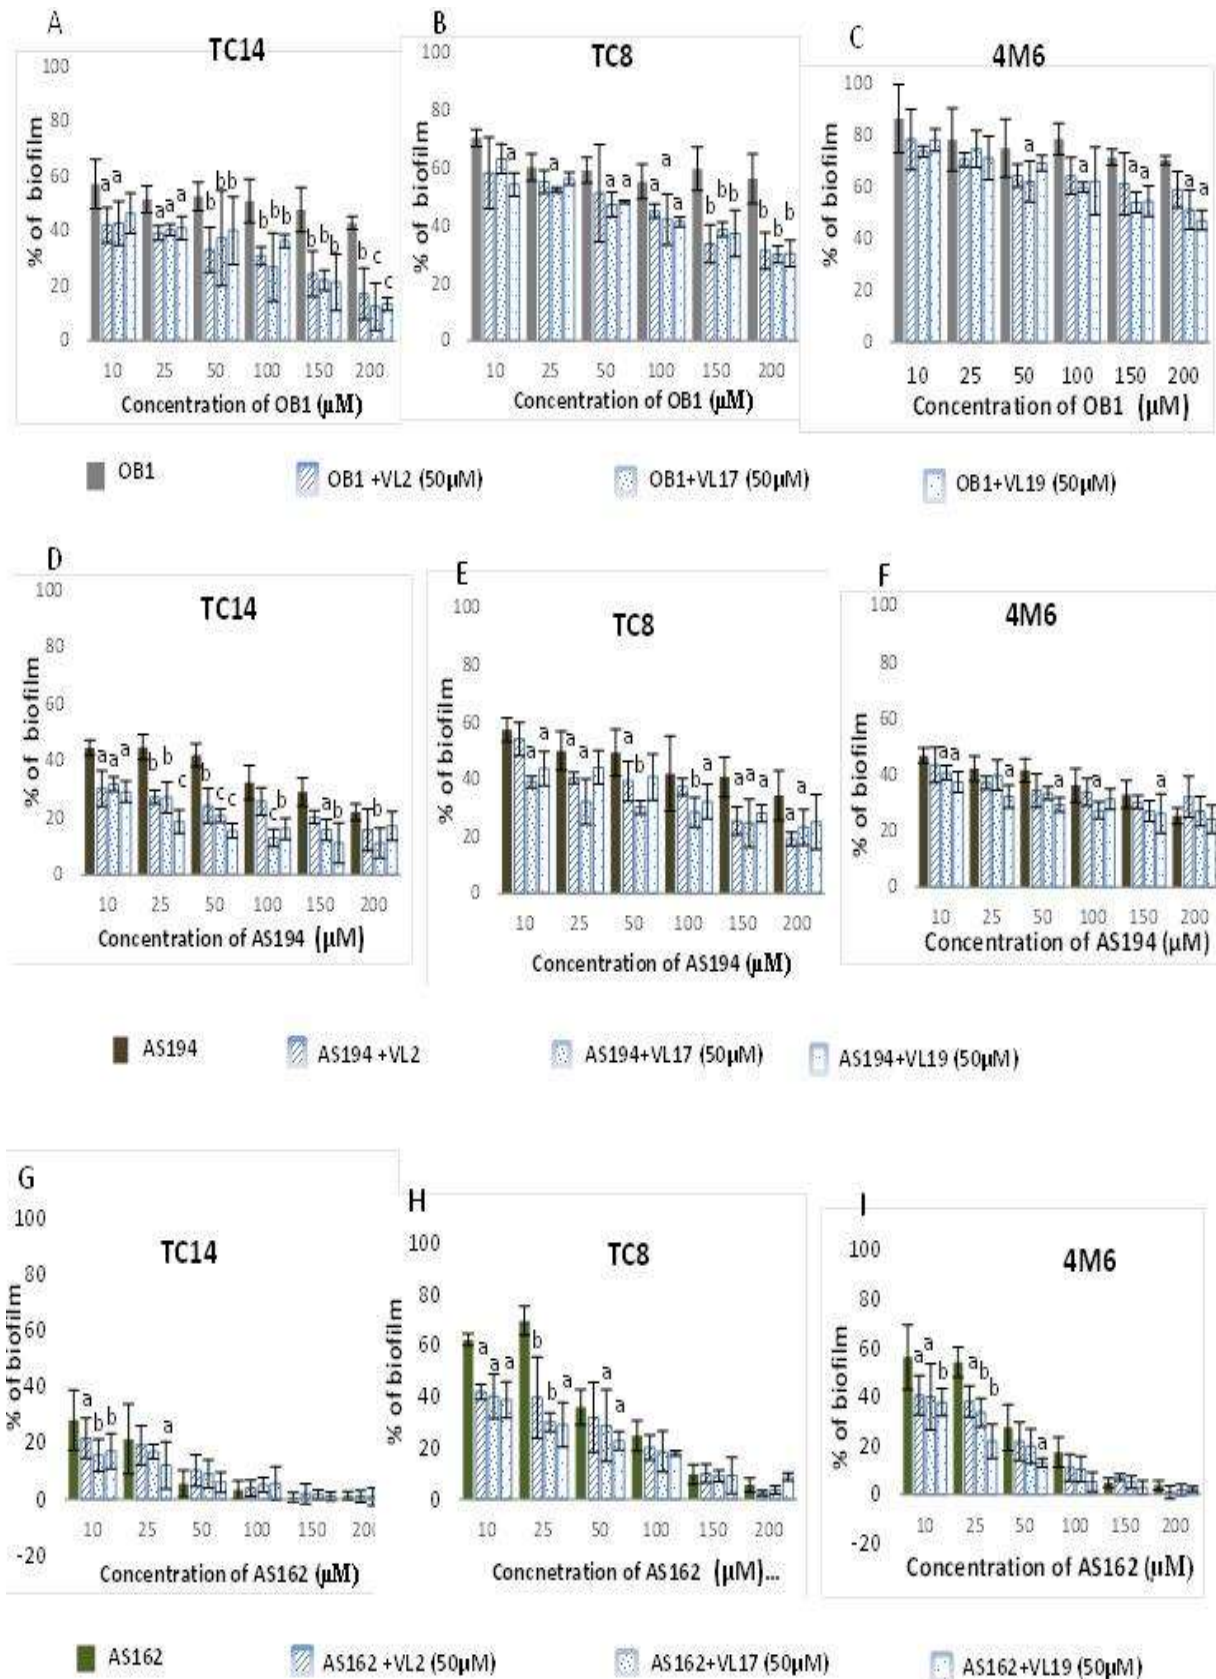 A
TC14
100
80
60
40
20
0
% of biofilm
a a
a a a
b b
b b b
b b b
b c c
10 25 50 100 150 200
Concentration of OB1 (µM)
B
TC8
100
80
60
40
20
0
% of biofilm
a
a
a a
a a a
b b b
b b b
10 25 50 100 150 200
Concentration of OB1 (µM)
C
4M6
100
80
60
40
20
0
% of biofilm
a
a
a a
a a
10 25 50 100 150 200
Concentration of OB1 (µM)
OB1
OB1 +VL2 (50µM)
OB1+VL17 (50µM)
OB1+VL19 (50µM)
D
TC14
100
80
60
40
20
0
% of biofilm
a a a
b b c
b c c
c b
b a b
b
10 25 50 100 150 200
Concentration of AS194 (µM)
E
TC8
100
80
60
40
20
0
% of biofilm
a a
a a
a b a
b a
a a a
a a
10 25 50 100 150 200
Concentration of AS194 (µM)
F
4M6
100
80
60
40
20
0
% of biofilm
a a
a
a a
a
a
10 25 50 100 150 200
Concentration of AS194 (µM)
AS194
AS194 +VL2
AS194+VL17 (50µM)
AS194+VL19 (50µM)
G
TC14
100
80
60
40
20
0
-20
% of biofilm
a b b
a
10 25 50 100 150 20
Concentration of AS162 (µM)
H
TC8
100
80
60
40
20
0
% of biofilm
a a a
b b a
a a
10 25 50 100 150 200
Concnetration of AS162 (µM)...
I
4M6
100
80
60
40
20
0
-20
% of biofilm
a a b
a b b
a
10 25 50 100 150 200
Concentration of AS162 (µM)
AS162
AS162 +VL2 (50µM)
AS162+VL17 (50µM)
AS162+VL19 (50µM)